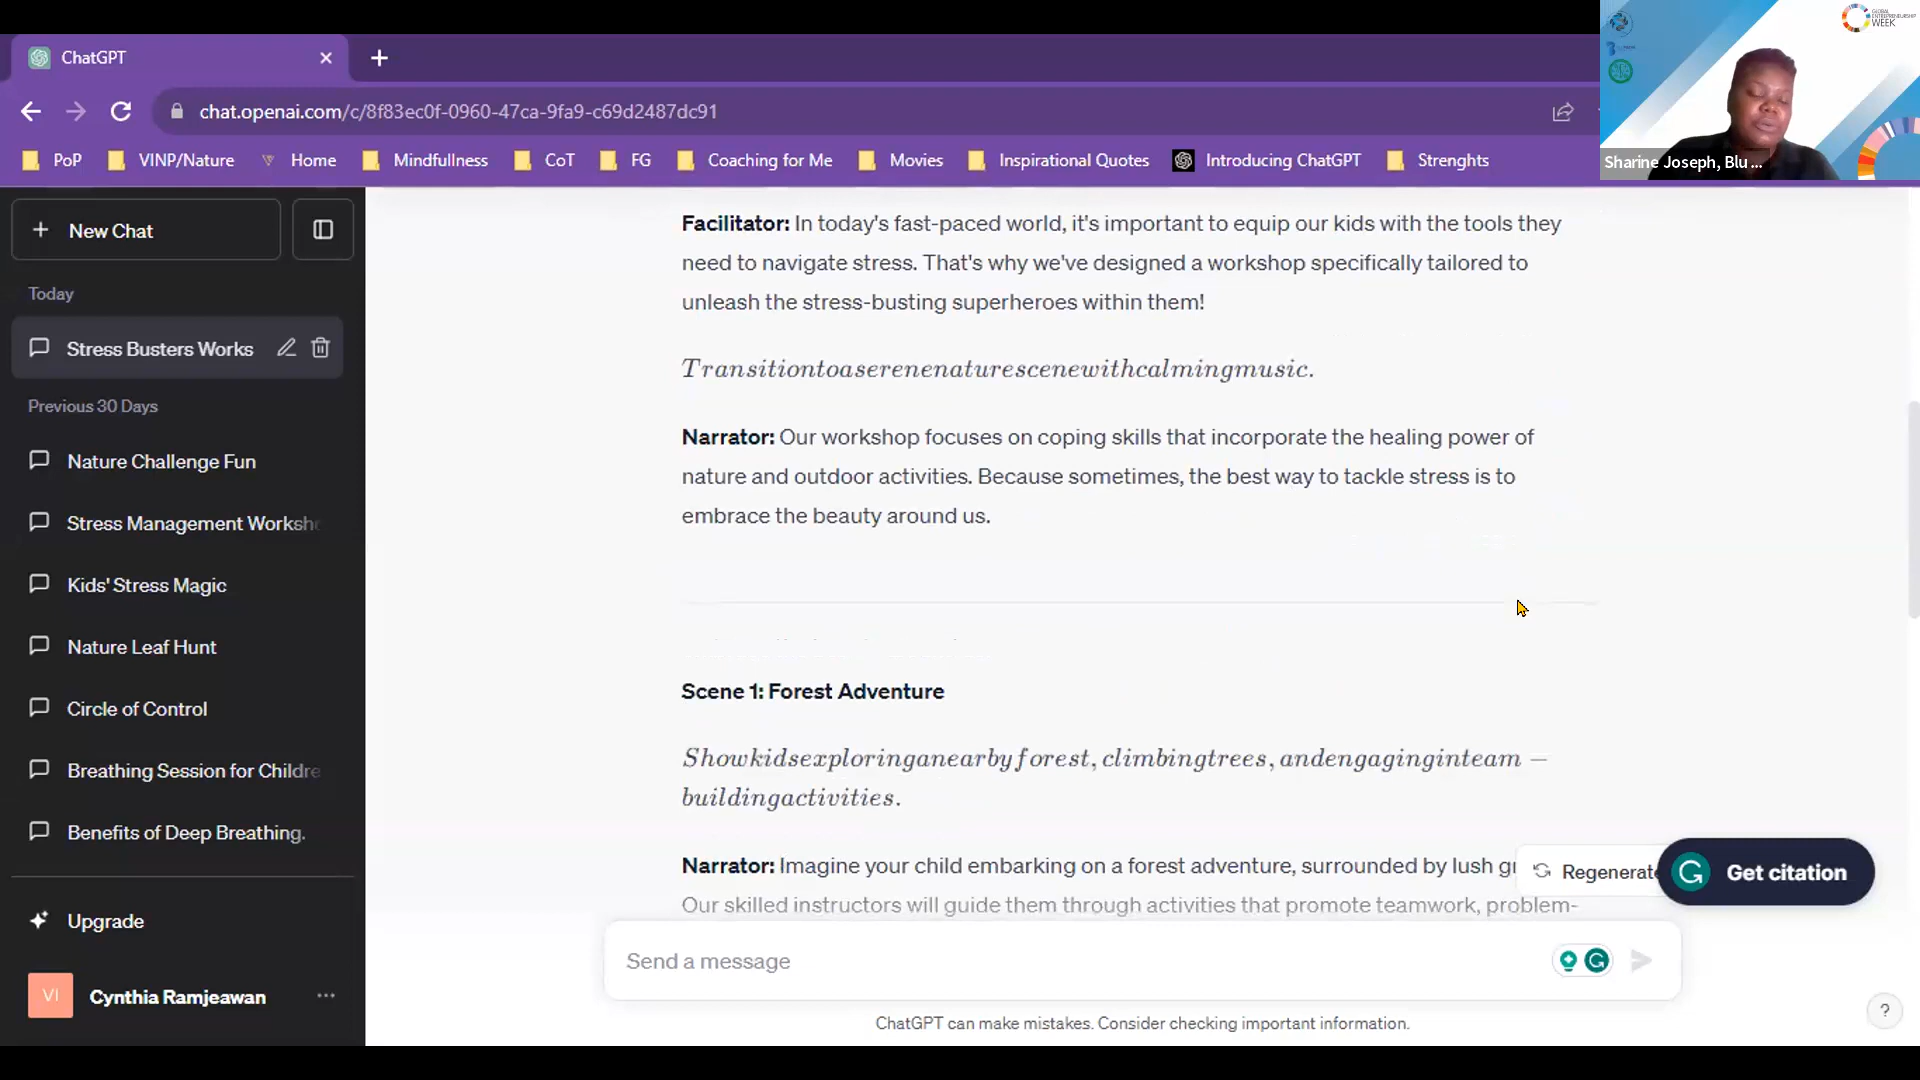 ChatGPT
chat.openai.com/c/8f83ec0f-0960-47ca-9fa9-c69d2487dc91
PoP
VINP/Nature
Home
Mindfullness
CoT
FG
Coaching for Me
Movies
Inspirational Quotes
Introducing ChatGPT
Strenghts
GLOBAL
ENTREPRENEURSHIP
WEEK
Sharine Joseph, Blu ...
New Chat
Today
Stress Busters Works
Previous 30 Days
Nature Challenge Fun
Stress Management Worksh
Kids' Stress Magic
Nature Leaf Hunt
Circle of Control
Breathing Session for Childre
Benefits of Deep Breathing.
Upgrade
VI
Cynthia Ramjeawan
Facilitator: In today's fast-paced world, it's important to equip our kids with the tools they
need to navigate stress. That's why we've designed a workshop specifically tailored to
unleash the stress-busting superheroes within them!
Transitiontoaserenenaturescenewithcalmingmusic.
Narrator: Our workshop focuses on coping skills that incorporate the healing power of
nature and outdoor activities. Because sometimes, the best way to tackle stress is to
embrace the beauty around us.
Scene 1: Forest Adventure
Showkidsexploringanearbyforest, climbingtrees, andengaginginteam −
buildingactivities.
Narrator: Imagine your child embarking on a forest adventure, surrounded by lush gr
Our skilled instructors will guide them through activities that promote teamwork, problem-
Regenerate
Get citation
Send a message
ChatGPT can make mistakes. Consider checking important information.
?